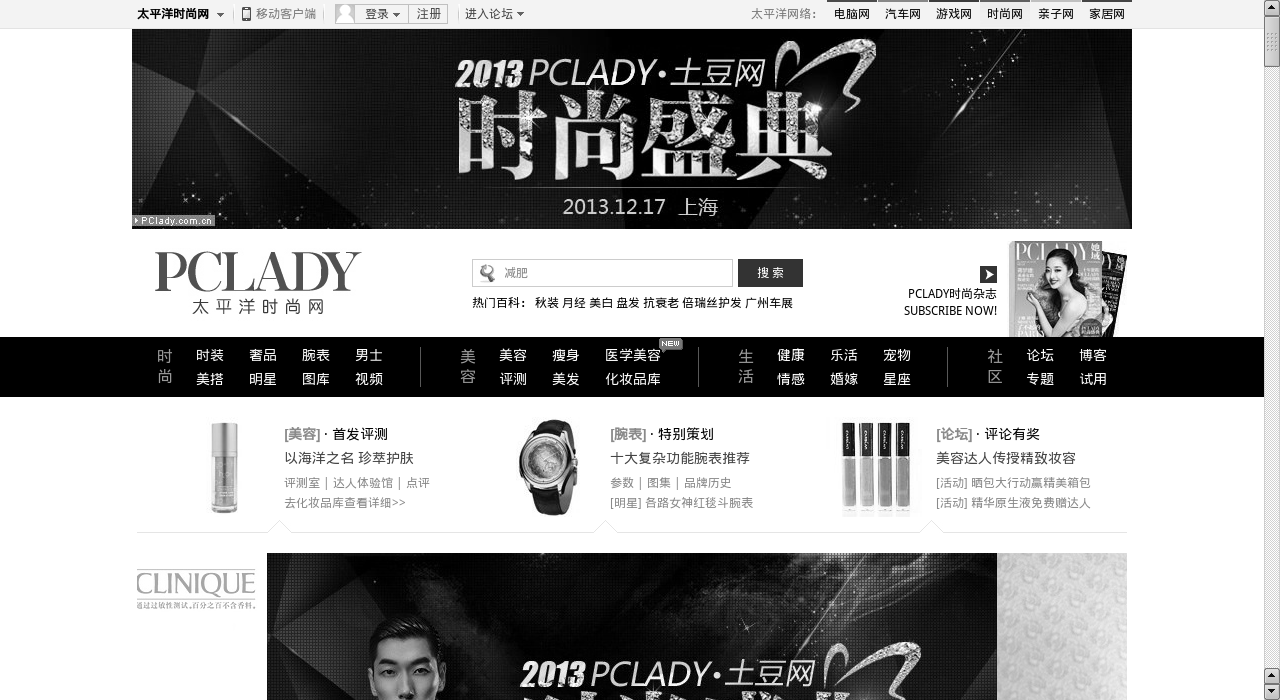 太平洋时尚网 移动客户端 登录 注册 进入论坛 太平洋网络: 电脑网 汽车网 游戏网 时尚网 亲子网 家居网
2013 PCLADY·土豆网
时尚盛典
2013.12.17 上海
PClady.com.cn
PCLADY
太平洋时尚网
减肥 搜 索
热门百科: 秋装 月经 美白 盘发 抗衰老 倍瑞丝护发 广州车展
PCLADY时尚杂志
SUBSCRIBE NOW!
PCLADY 她域
NEW
时尚 时装 奢品 腕表 男士 美容 美容 瘦身 医学美容 生活 健康 乐活 宠物 社区 论坛 博客
美搭 明星 图库 视频 评测 美发 化妆品库 情感 婚嫁 星座 专题 试用
[美容] · 首发评测
以海洋之名 珍萃护肤
评测室 | 达人体验馆 | 点评
去化妆品库查看详细>>
[腕表] · 特别策划
十大复杂功能腕表推荐
参数 | 图集 | 品牌历史
[明星] 各路女神红毯斗腕表
[论坛] · 评论有奖
美容达人传授精致妆容
[活动] 晒包大行动赢精美箱包
[活动] 精华原生液免费赠达人
CLINIQUE
通过过敏性测试。百分之百不含香料。
2013 PCLADY·土豆网